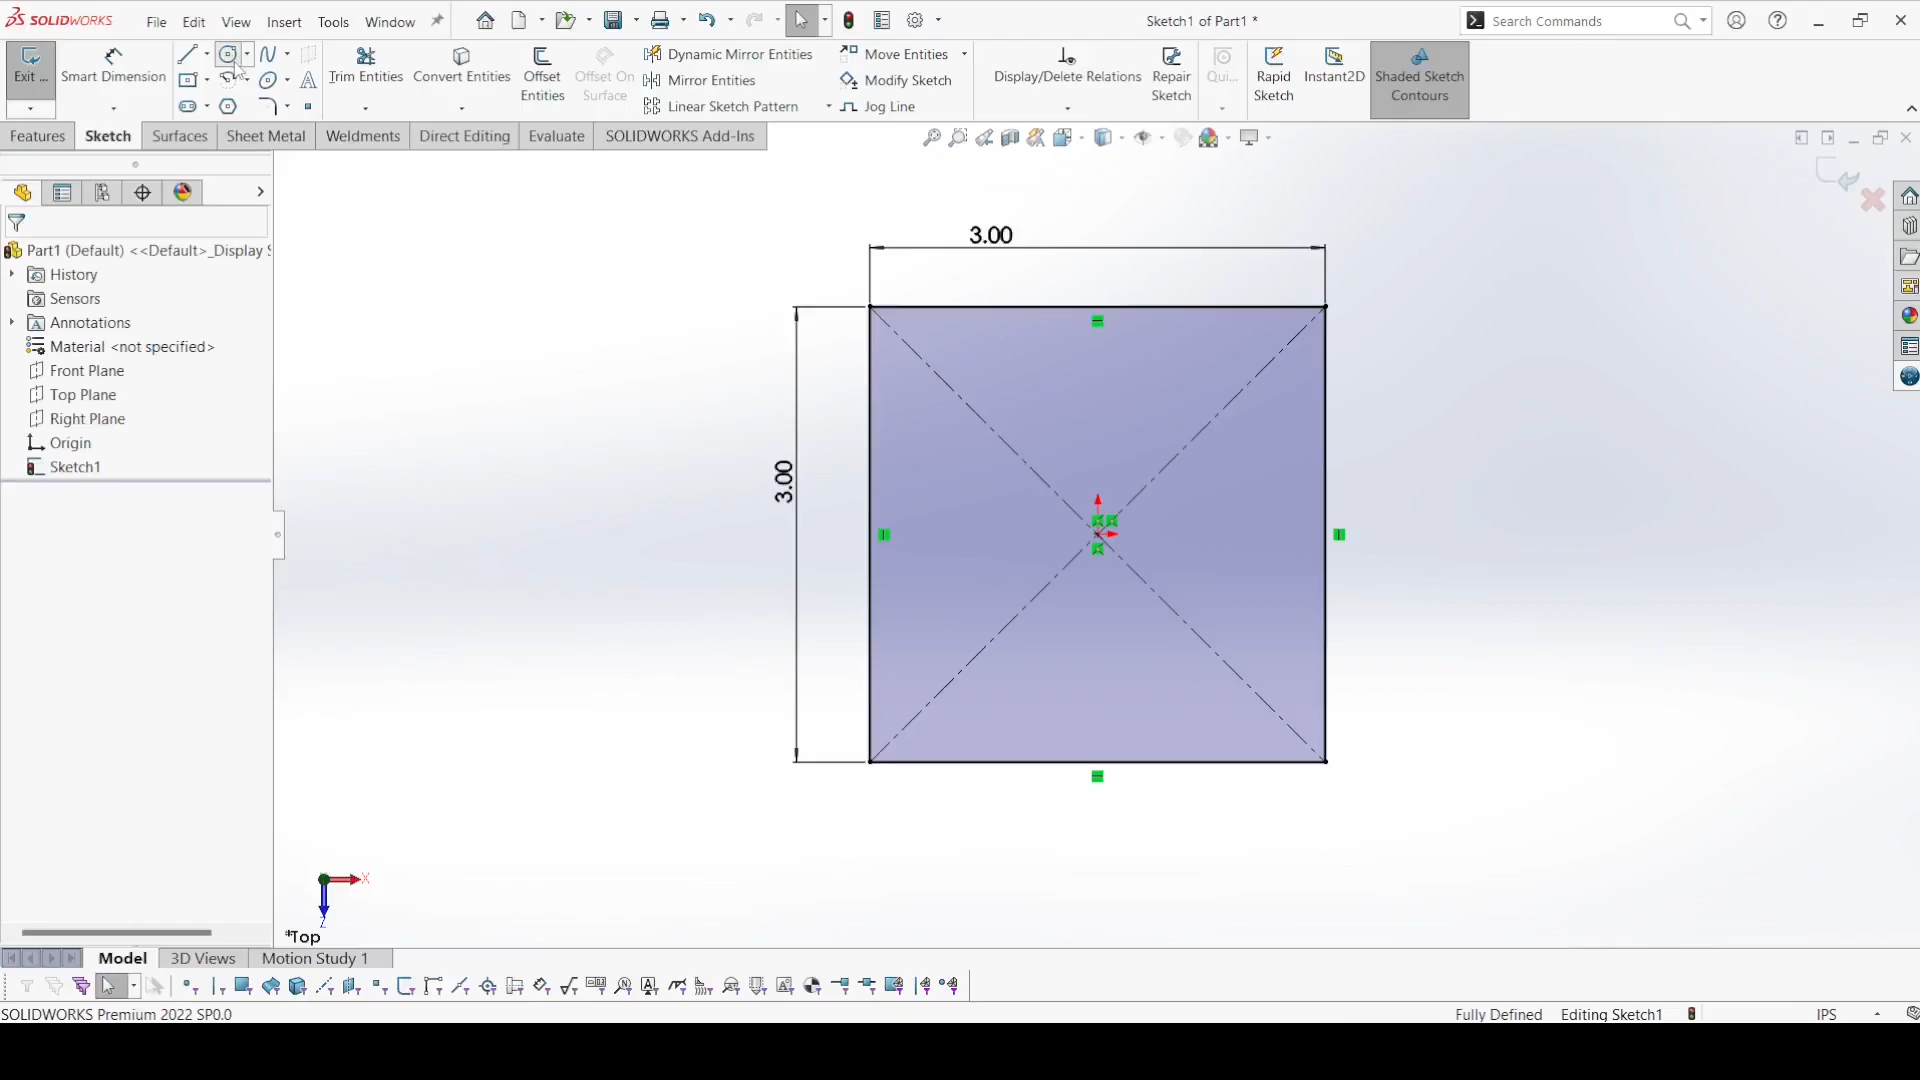 SOLIDWORKS File Edit View Insert Tools Window Sketch1 of Part1 * Search Commands
Exit ... Smart Dimension Trim Entities Convert Entities Offset Entities Offset On Surface Dynamic Mirror Entities Mirror Entities Linear Sketch Pattern Move Entities Modify Sketch Jog Line Display/Delete Relations Repair Sketch Qui... Rapid Sketch Instant2D Shaded Sketch Contours
Features Sketch Surfaces Sheet Metal Weldments Direct Editing Evaluate SOLIDWORKS Add-Ins
Part1 (Default) <<Default>_Display S
History
Sensors
Annotations
Material <not specified>
Front Plane
Top Plane
Right Plane
Origin
Sketch1
3.00
3.00
X
Z
*Top
Model 3D Views Motion Study 1
SOLIDWORKS Premium 2022 SP0.0 Fully Defined Editing Sketch1 IPS